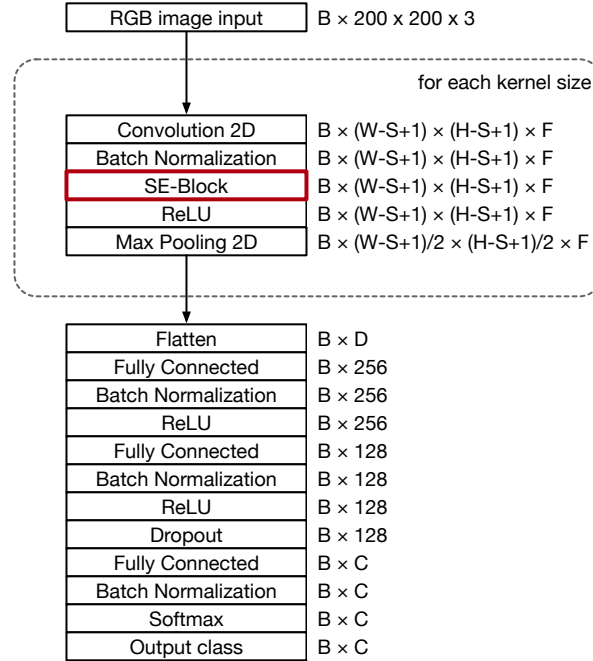 RGB image input B × 200 x 200 x 3
for each kernel size
Convolution 2D B × (W-S+1) × (H-S+1) × F
Batch Normalization B × (W-S+1) × (H-S+1) × F
SE-Block B × (W-S+1) × (H-S+1) × F
ReLU B × (W-S+1) × (H-S+1) × F
Max Pooling 2D B × (W-S+1)/2 × (H-S+1)/2 × F
Flatten B × D
Fully Connected B × 256
Batch Normalization B × 256
ReLU B × 256
Fully Connected B × 128
Batch Normalization B × 128
ReLU B × 128
Dropout B × 128
Fully Connected B × C
Batch Normalization B × C
Softmax B × C
Output class B × C